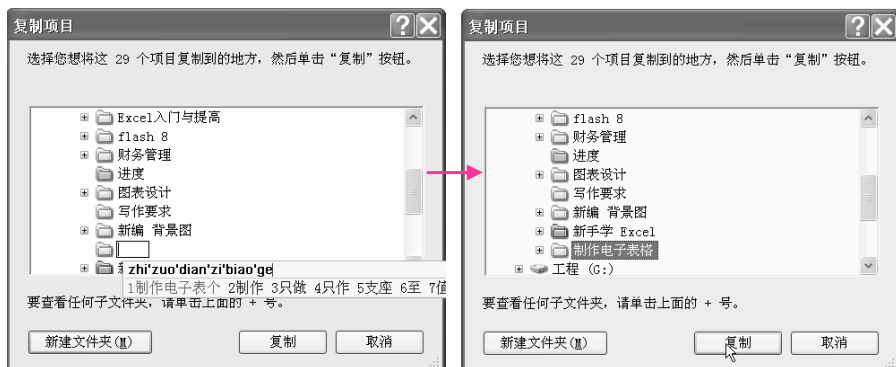 复制项目
选择您想将这 29 个项目复制到的地方，然后单击“复制”按钮。
Excel入门与提高
flash 8
财务管理
进度
图表设计
写作要求
新编 背景图
zhi'zuo'dian'zi'biao'ge
1制作电子表个 2制作 3只做 4只作 5支座 6至 7值
要查看任何子文件夹，请单击上面的 + 号。
新建文件夹(M) 复制 取消
复制项目
选择您想将这 29 个项目复制到的地方，然后单击“复制”按钮。
flash 8
财务管理
进度
图表设计
写作要求
新编 背景图
新手学 Excel
制作电子表格
工程 (G:)
要查看任何子文件夹，请单击上面的 + 号。
新建文件夹(M) 复制 取消